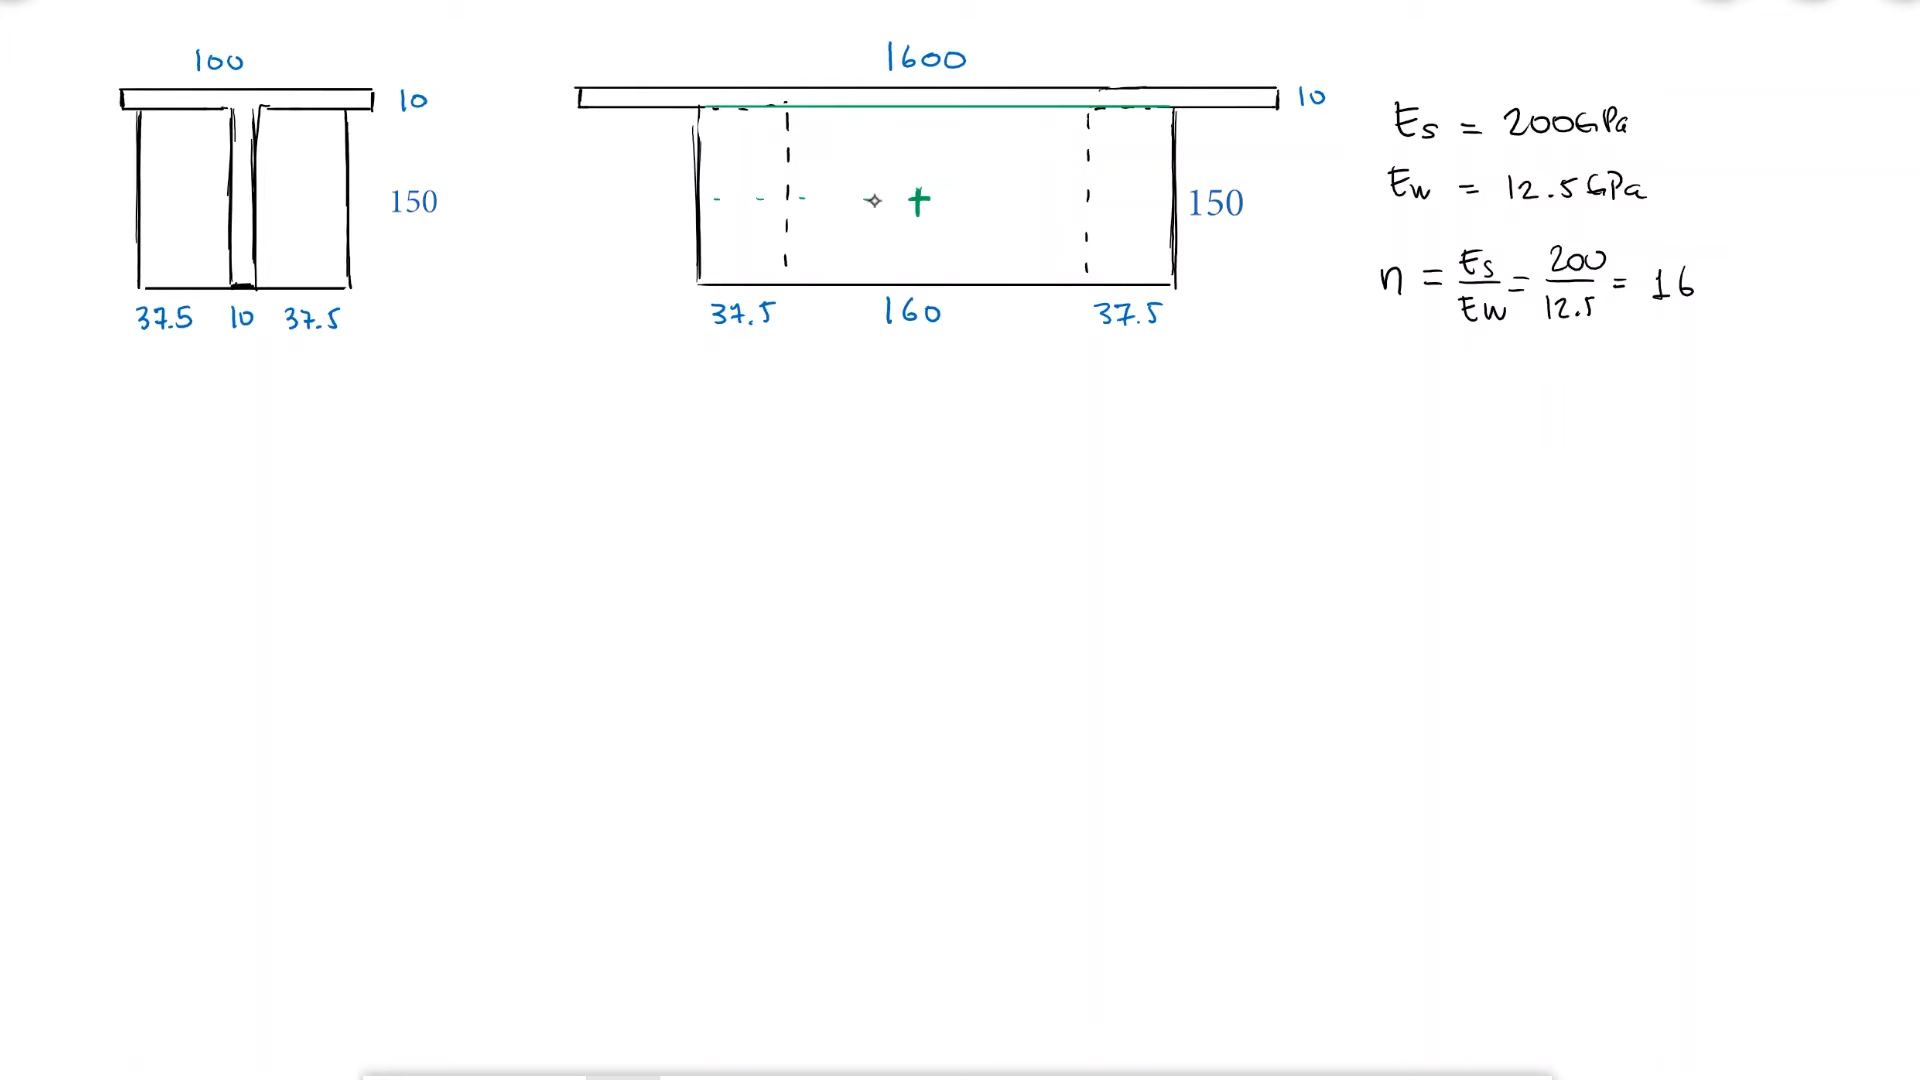 100
10
150
37.5 10 37.5
1600
10
150
37.5 160 37.5
Es = 200GPa
Ew = 12.5GPa
n = Es/Ew = 200/12.5 = 16